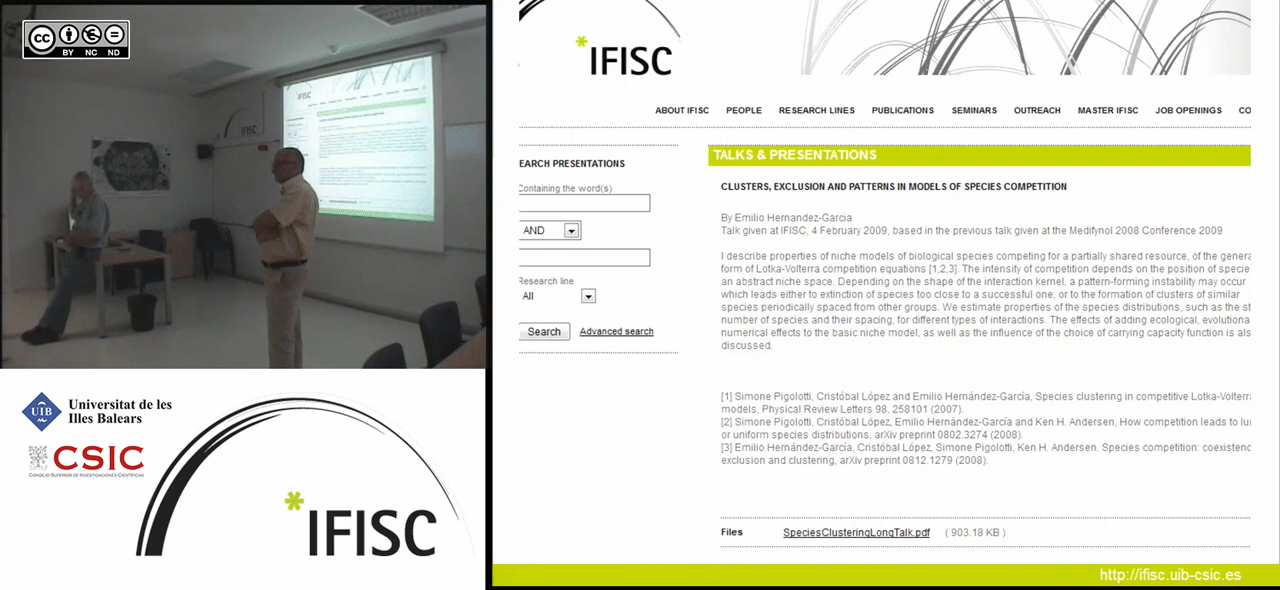 cc
BY NC ND
IFISC
Universitat de les
Illes Balears
UIB
CSIC
CONSEJO SUPERIOR DE INVESTIGACIONES CIENTÍFICAS
IFISC
IFISC
ABOUT IFISC PEOPLE RESEARCH LINES PUBLICATIONS SEMINARS OUTREACH MASTER IFISC JOB OPENINGS CO
EARCH PRESENTATIONS
Containing the word(s)
AND
Research line
All
Search Advanced search
TALKS & PRESENTATIONS
CLUSTERS, EXCLUSION AND PATTERNS IN MODELS OF SPECIES COMPETITION
By Emilio Hernandez-Garcia
Talk given at IFISC, 4 February 2009, based in the previous talk given at the Medifynol 2008 Conference 2009
I describe properties of niche models of biological species competing for a partially shared resource, of the genera
form of Lotka-Volterra competition equations [1,2,3]. The intensity of competition depends on the position of specie
an abstract niche space. Depending on the shape of the interaction kernel, a pattern-forming instability may occur
which leads either to extinction of species too close to a successful one, or to the formation of clusters of similar
species periodically spaced from other groups. We estimate properties of the species distributions, such as the st
number of species and their spacing, for different types of interactions. The effects of adding ecological, evolutiona
numerical effects to the basic niche model, as well as the influence of the choice of carrying capacity function is als
discussed.
[1] Simone Pigolotti, Cristóbal López and Emilio Hernández-García, Species clustering in competitive Lotka-Volterra
models, Physical Review Letters 98, 258101 (2007).
[2] Simone Pigolotti, Cristóbal López, Emilio Hernández-García and Ken H. Andersen, How competition leads to lu
or uniform species distributions, arXiv preprint 0802.3274 (2008).
[3] Emilio Hernández-García, Cristóbal López, Simone Pigolotti, Ken H. Andersen. Species competition: coexistenc
exclusion and clustering, arXiv preprint 0812.1279 (2008).
Files SpeciesClusteringLongTalk.pdf ( 903.18 KB )
http://ifisc.uib-csic.es